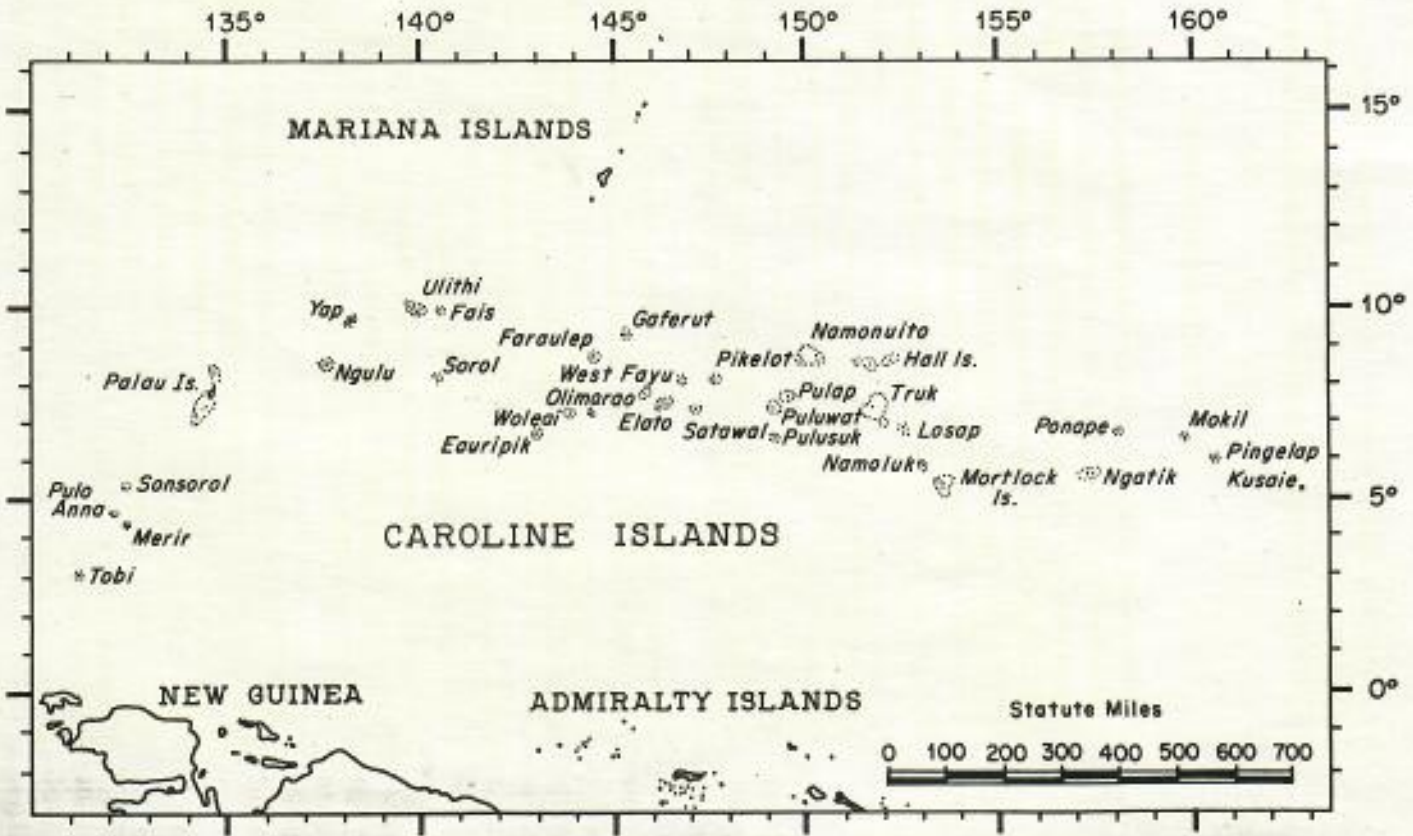 135° 140° 145° 150° 155° 160°
15°
MARIANA ISLANDS
10°
Ulithi
Yap
Fais
Gaferut
Namonuito
Faraulep
Pikelot
Hall Is.
Ngulu
Sorol
West Fayu
Palau Is.
Pulap
Truk
Olimarao
Woleai
Elato
Puluwat
Satawal
Pulusuk
Losap
Ponape
Mokil
Eauripik
Namoluk
Pingelap
Mortlock
Is.
Ngatik
Kusaie
5°
Sonsorol
Pulo
Anna
Merir
CAROLINE ISLANDS
Tobi
0°
NEW GUINEA
ADMIRALTY ISLANDS
Statute Miles
0 100 200 300 400 500 600 700